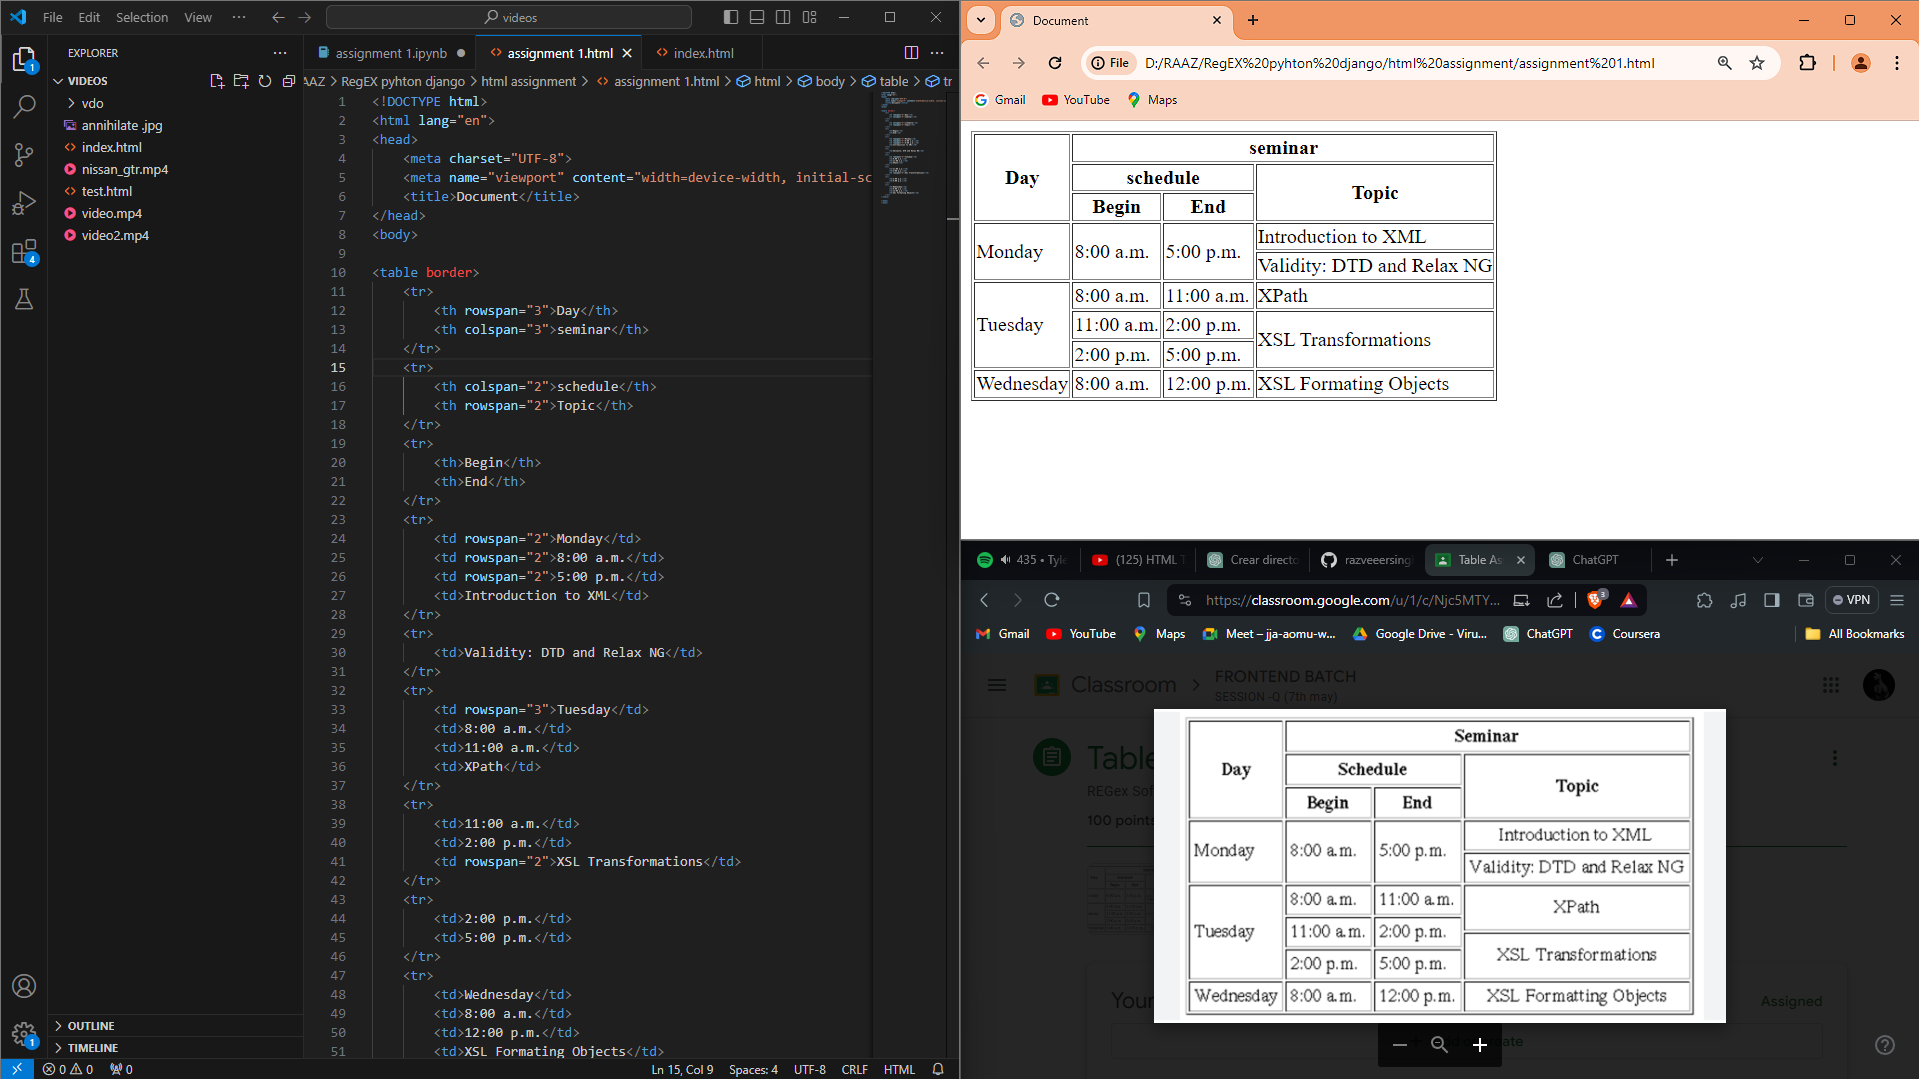 File Edit Selection View ··· videos
EXPLORER ···
VIDEOS
vdo
annihilate .jpg
index.html
nissan_gtr.mp4
test.html
video.mp4
video2.mp4
OUTLINE
TIMELINE
1
4
1
assignment 1.ipynb ● assignment 1.html × index.html
AAZ > RegEX pyhton django > html assignment > assignment 1.html > html > body > table > tr
1 <!DOCTYPE html>
2 <html lang="en">
3 <head>
4 <meta charset="UTF-8">
5 <meta name="viewport" content="width=device-width, initial-sc
6 <title>Document</title>
7 </head>
8 <body>
9
10 <table border>
11 <tr>
12 <th rowspan="3">Day</th>
13 <th colspan="3">seminar</th>
14 </tr>
15 <tr>
16 <th colspan="2">schedule</th>
17 <th rowspan="2">Topic</th>
18 </tr>
19 <tr>
20 <th>Begin</th>
21 <th>End</th>
22 </tr>
23 <tr>
24 <td rowspan="2">Monday</td>
25 <td rowspan="2">8:00 a.m.</td>
26 <td rowspan="2">5:00 p.m.</td>
27 <td>Introduction to XML</td>
28 </tr>
29 <tr>
30 <td>Validity: DTD and Relax NG</td>
31 </tr>
32 <tr>
33 <td rowspan="3">Tuesday</td>
34 <td>8:00 a.m.</td>
35 <td>11:00 a.m.</td>
36 <td>XPath</td>
37 </tr>
38 <tr>
39 <td>11:00 a.m.</td>
40 <td>2:00 p.m.</td>
41 <td rowspan="2">XSL Transformations</td>
42 </tr>
43 <tr>
44 <td>2:00 p.m.</td>
45 <td>5:00 p.m.</td>
46 </tr>
47 <tr>
48 <td>Wednesday</td>
49 <td>8:00 a.m.</td>
50 <td>12:00 p.m.</td>
51 <td>XSL Formating Objects</td>
0 0 0 Ln 15, Col 9 Spaces: 4 UTF-8 CRLF HTML
Document
File D:/RAAZ/RegEX%20pyhton%20django/html%20assignment/assignment%201.html
Gmail YouTube Maps
Day seminar
schedule Topic
Begin End
Monday 8:00 a.m. 5:00 p.m. Introduction to XML
Validity: DTD and Relax NG
Tuesday 8:00 a.m. 11:00 a.m. XPath
11:00 a.m. 2:00 p.m. XSL Transformations
2:00 p.m. 5:00 p.m.
Wednesday 8:00 a.m. 12:00 p.m. XSL Formating Objects
435 • Tyle (125) HTML T Crear directo razveeersing Table As ChatGPT
https://classroom.google.com/u/1/c/Njc5MTY... 3 VPN
Gmail YouTube Maps Meet – jja-aomu-w... Google Drive - Viru... ChatGPT Coursera All Bookmarks
Classroom > FRONTEND BATCH
SESSION -Q (7th may)
Table
REGex Sof
100 points
Your
Assigned
Day Seminar
Schedule Topic
Begin End
Monday 8:00 a.m. 5:00 p.m. Introduction to XML
Validity: DTD and Relax NG
Tuesday 8:00 a.m. 11:00 a.m. XPath
11:00 a.m. 2:00 p.m. XSL Transformations
2:00 p.m. 5:00 p.m.
Wednesday 8:00 a.m. 12:00 p.m. XSL Formatting Objects